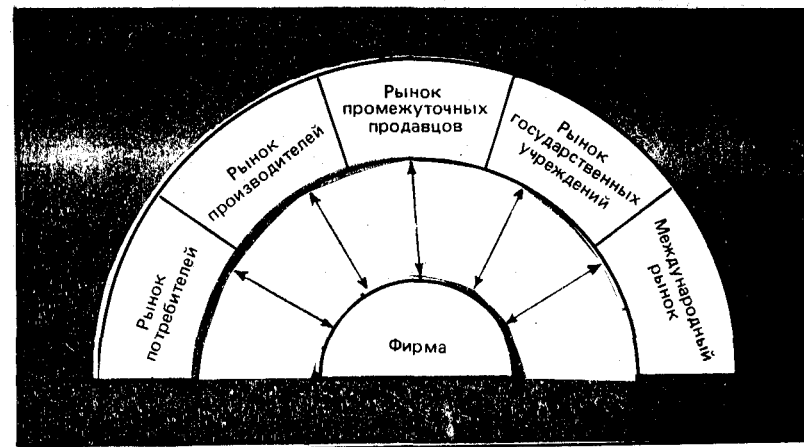 Рынок
потребителей
Рынок
производителей
Рынок
промежуточных
продавцов
Рынок
государственных
учреждений
Международный
рынок
Фирма